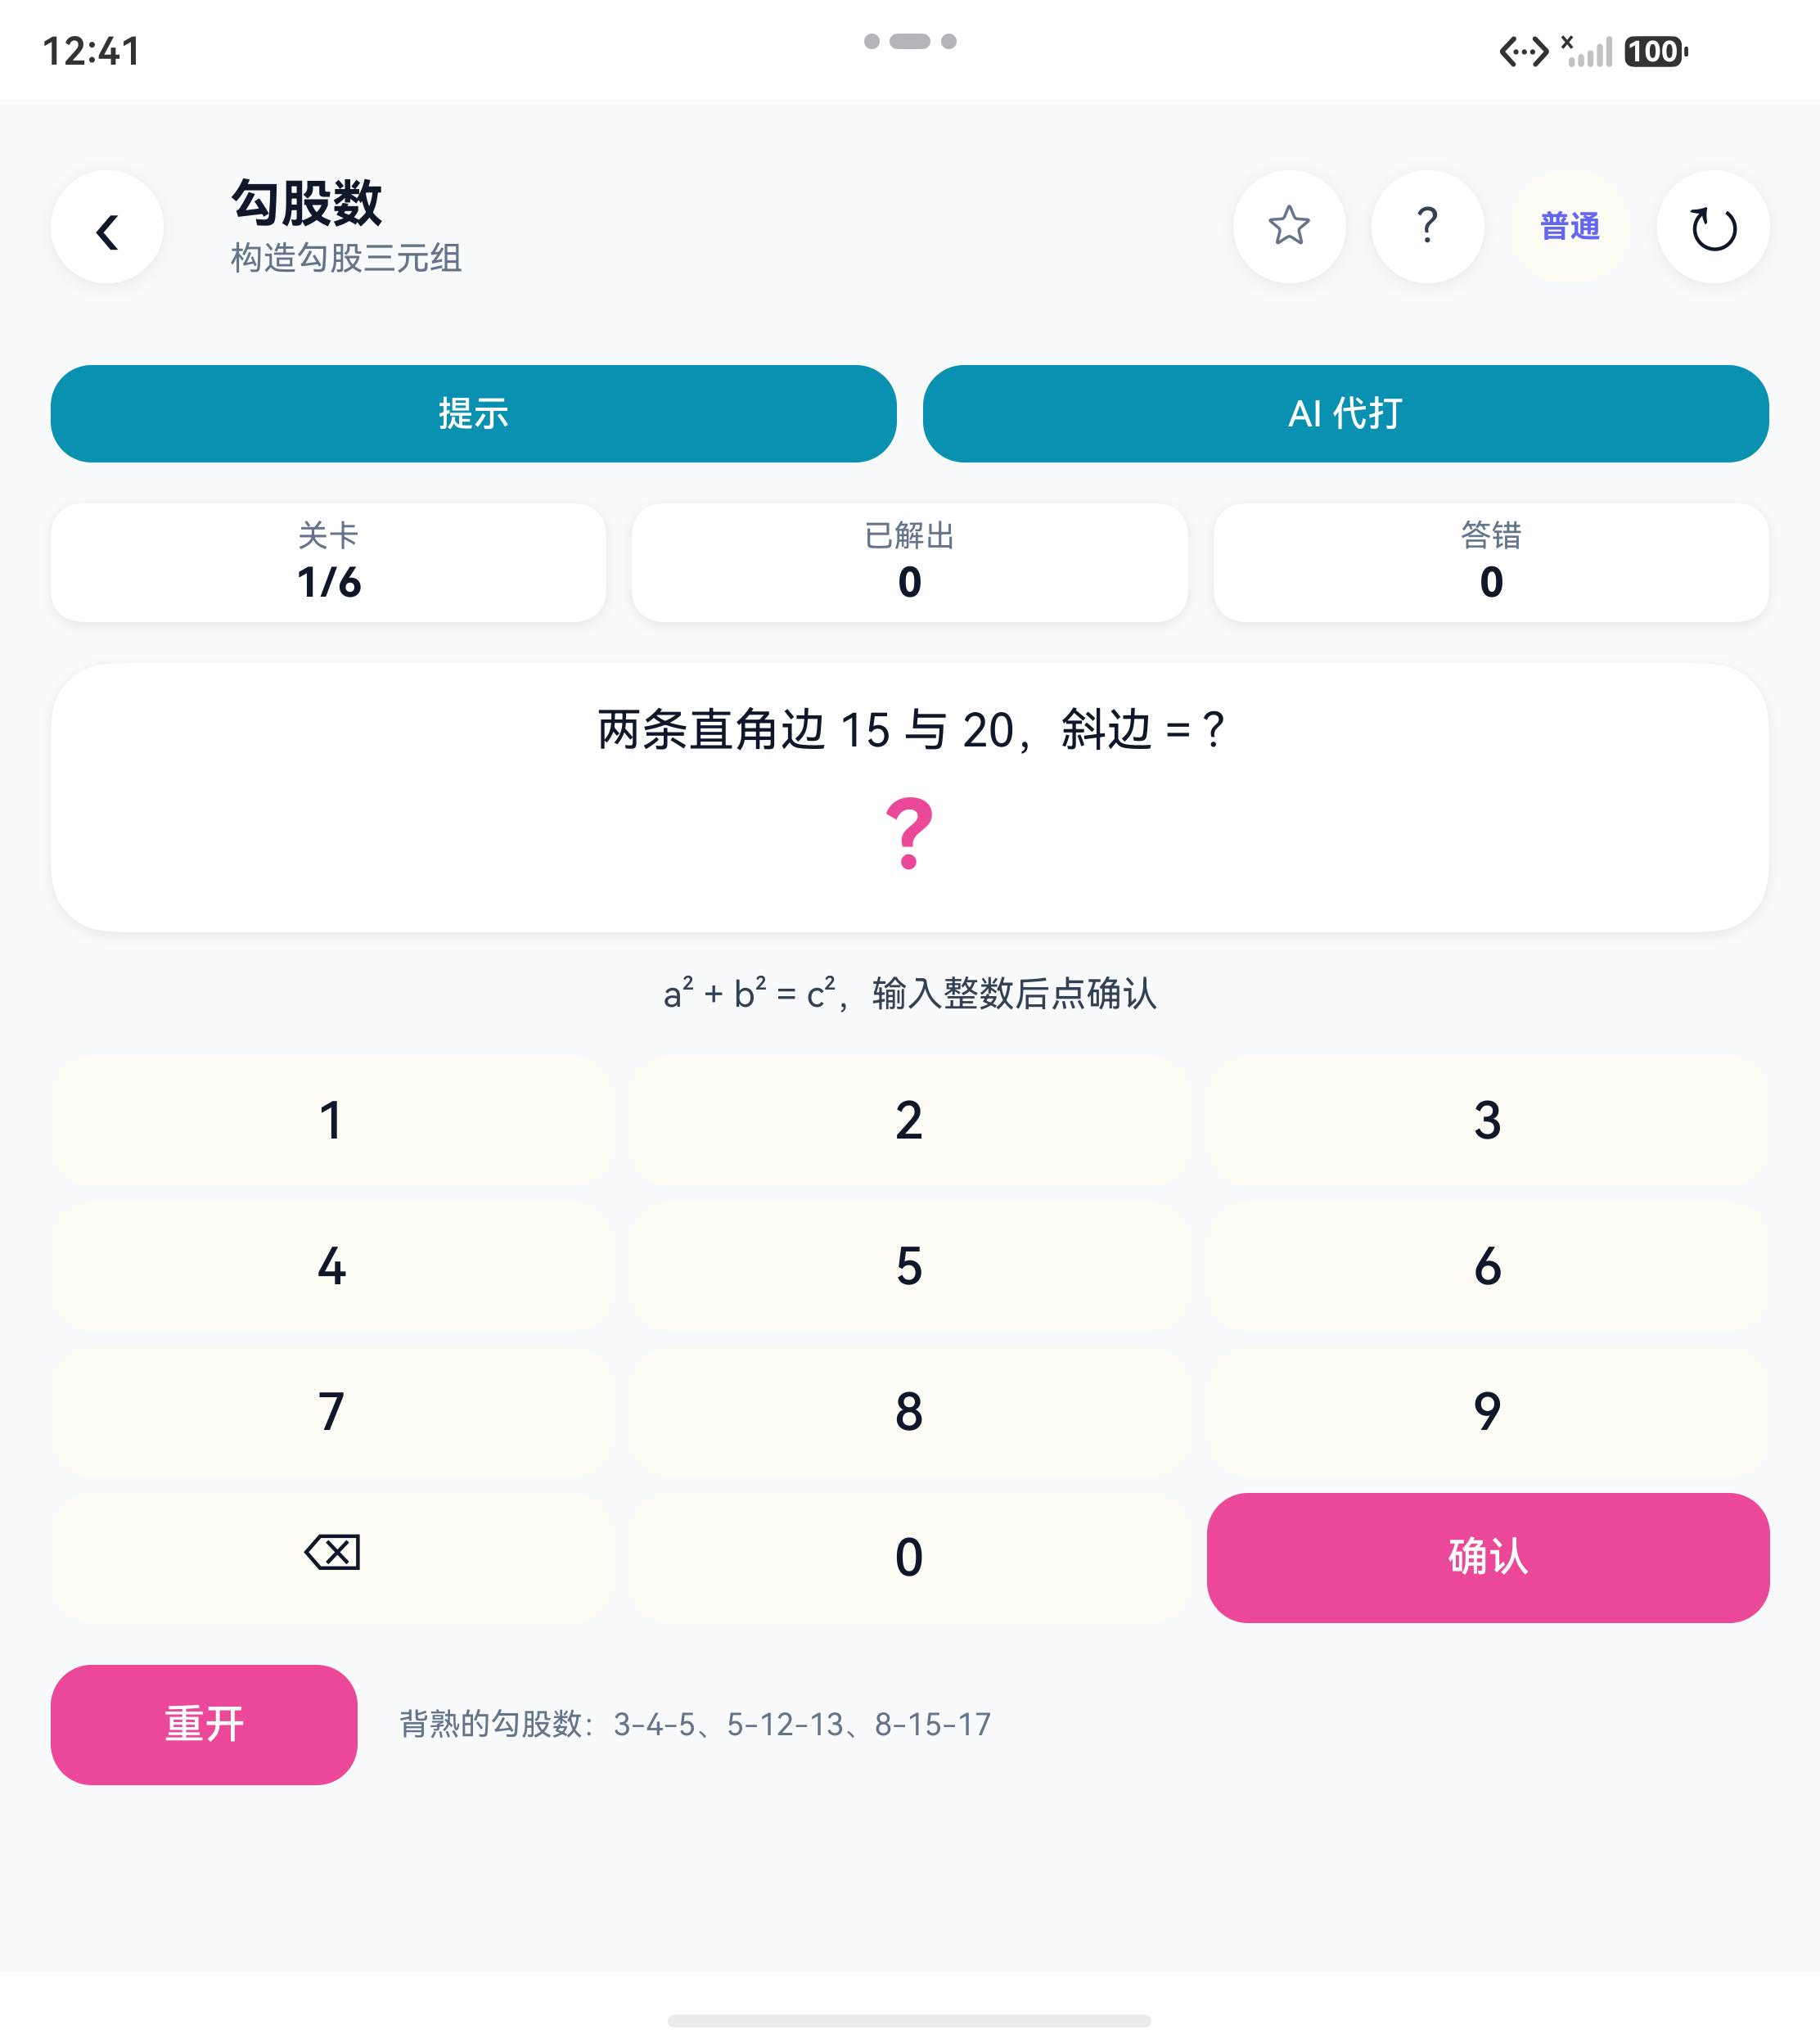 12:41
100
勾股数
构造勾股三元组
?
普通
提示
AI 代打
关卡
1/6
已解出
0
答错
0
两条直角边 15 与 20，斜边 = ?
?
a² + b² = c²，输入整数后点确认
1
2
3
4
5
6
7
8
9
0
确认
重开
背熟的勾股数：3-4-5、5-12-13、8-15-17